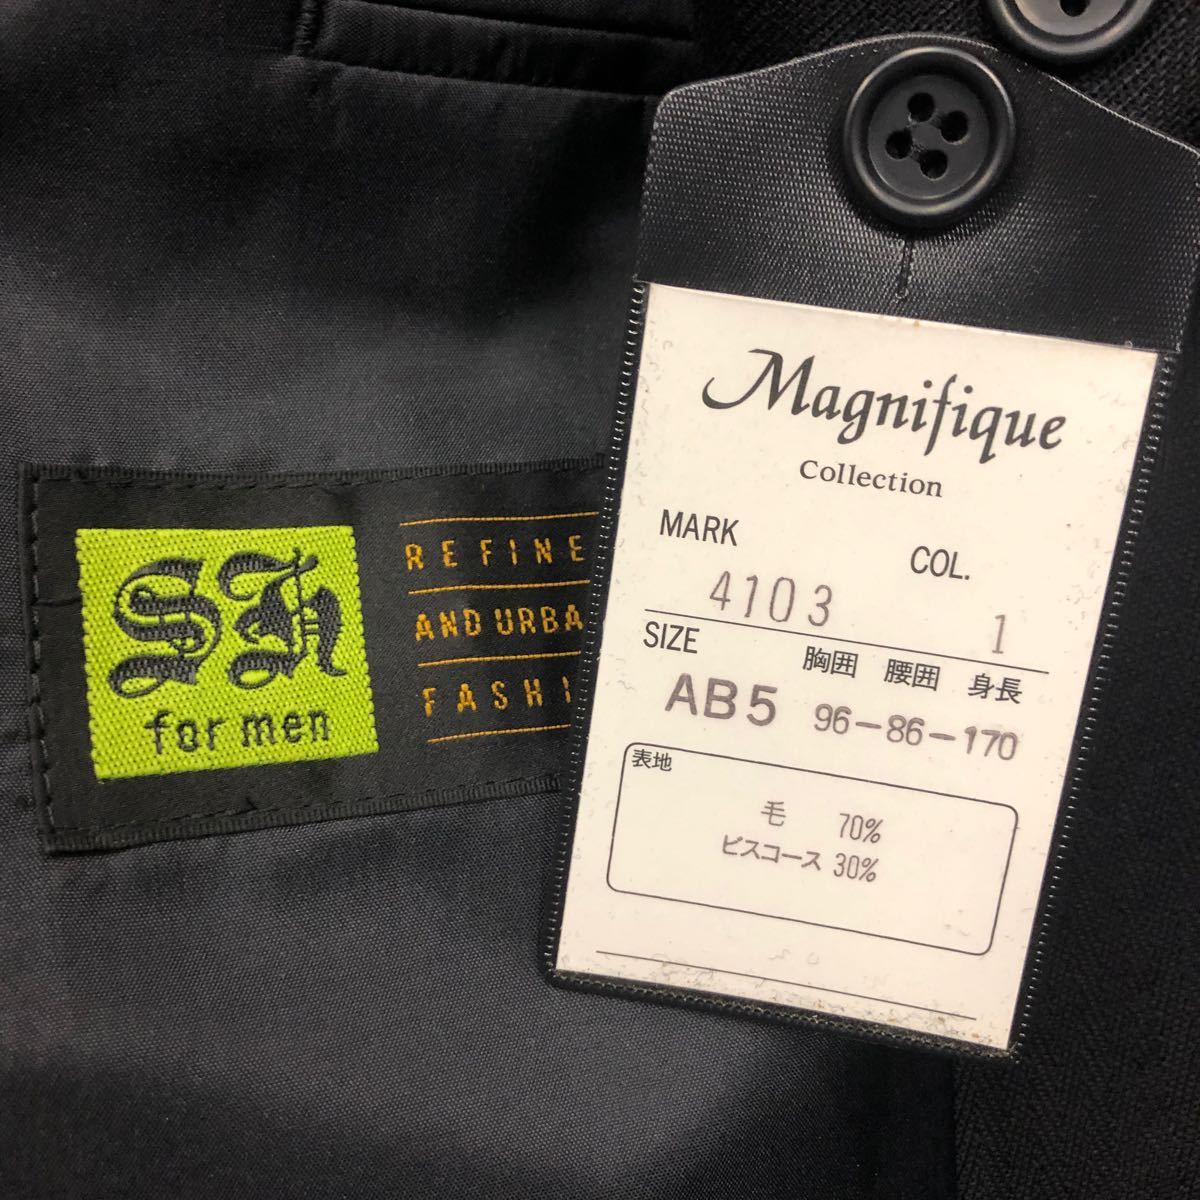 for men
REFINE
AND URBA
FASHI
Magnifique
Collection
MARK COL.
4103 1
SIZE 胸囲 腰囲 身長
AB5 96-86-170
表地
毛 70%
ビスコース 30%